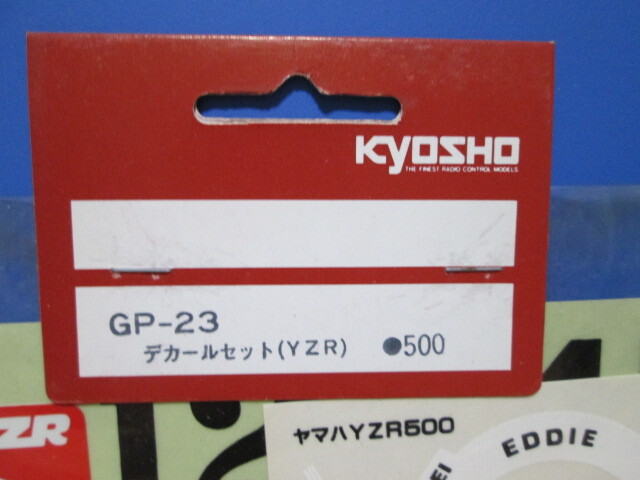 KYOSHO
THE FINEST RADIO CONTROL MODELS
GP-23
デカールセット(YZR) ●500
ZR
ヤマハYZR500
EDDIE
EI